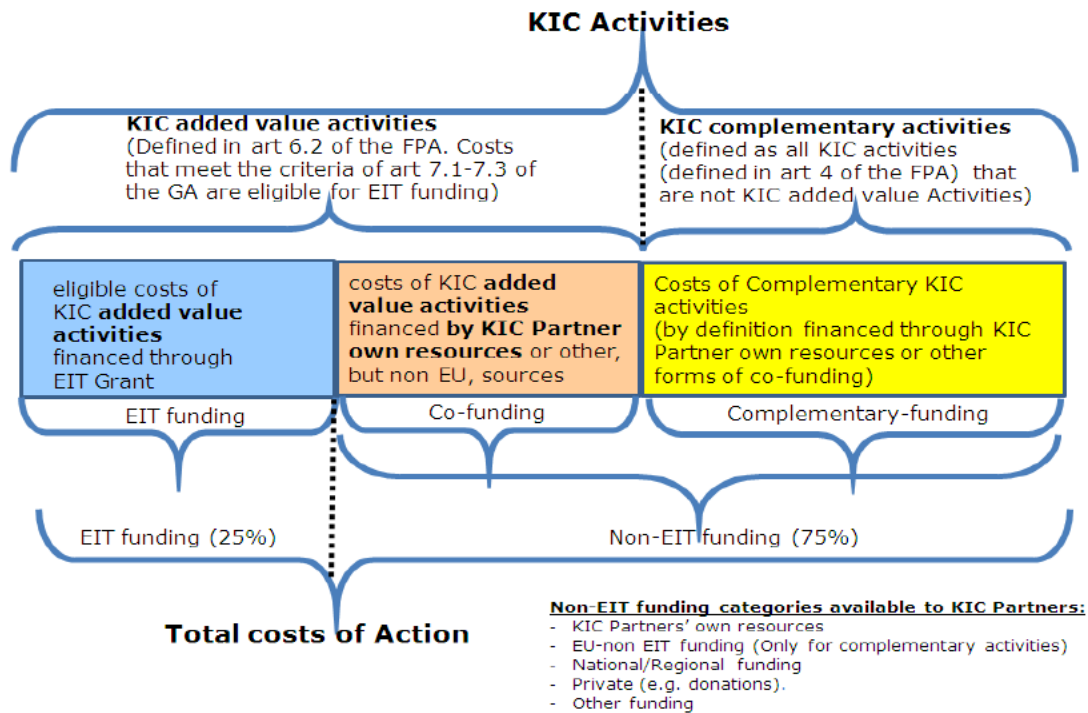 KIC Activities
KIC added value activities
(Defined in art 6.2 of the FPA. Costs
that meet the criteria of art 7.1-7.3 of
the GA are eligible for EIT funding)
KIC complementary activities
(defined as all KIC activities
(defined in art 4 of the FPA)  that
are not KIC added value Activities)
eligible costs of
KIC added value
activities
financed through
EIT Grant
costs of KIC added
value activities
financed by KIC Partner
own resources or other,
but non EU, sources
Costs of Complementary KIC
activities
(by definition financed through KIC
Partner own resources or other
forms of co-funding)
EIT funding
Co-funding
Complementary-funding
EIT funding (25%)
Non-EIT funding (75%)
Total costs of Action
Non-EIT funding categories available to KIC Partners:
- KIC Partners' own resources
- EU-non EIT funding (Only for complementary activities)
- National/Regional funding
- Private (e.g. donations).
- Other funding